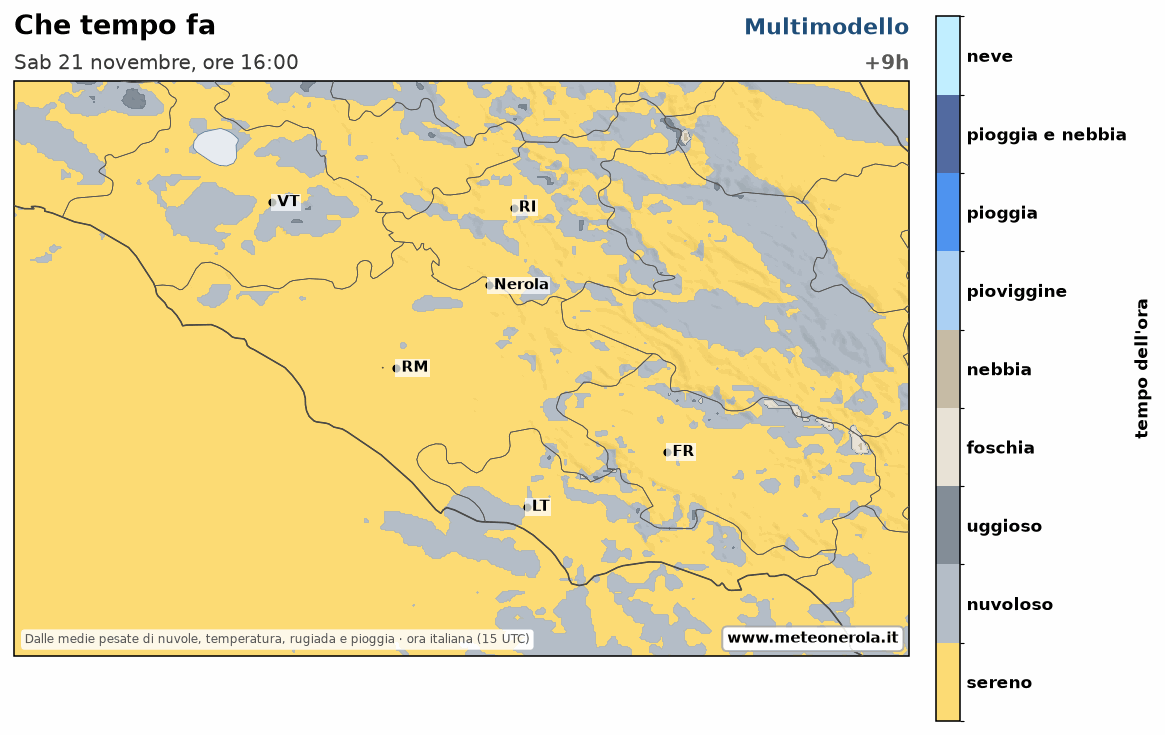 Che tempo fa
Multimodello
Sab 21 novembre, ore 16:00
+9h
neve
pioggia e nebbia
pioggia
pioviggine
nebbia
foschia
uggioso
nuvoloso
sereno
tempo dell'ora
VT
RI
Nerola
RM
FR
LT
Dalle medie pesate di nuvole, temperatura, rugiada e pioggia · ora italiana (15 UTC)
www.meteonerola.it